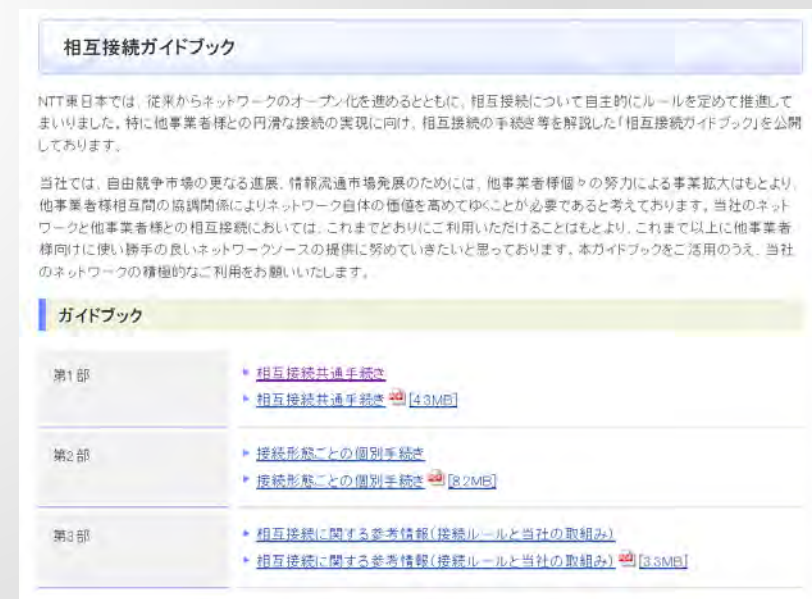 相互接続ガイドブック
NTT東日本では、従来からネットワークのオープン化を進めるとともに、相互接続について自主的にルールを定めて推進して
まいりました。特に他事業者様との円滑な接続の実現に向け、相互接続の手続き等を解説した「相互接続ガイドブック」を公開
しております。
当社では、自由競争市場の更なる進展、情報流通市場発展のためには、他事業者様個々の努力による事業拡大はもとより、
他事業者様相互間の協調関係によりネットワーク自体の価値を高めてゆくことが必要であると考えております。当社のネット
ワークと他事業者様との相互接続においては、これまでどおりにご利用いただけることはもとより、これまで以上に他事業者
様向けに使い勝手の良いネットワークソースの提供に努めていきたいと思っております。本ガイドブックをご活用のうえ、当社
のネットワークの積極的なご利用をお願いいたします。
ガイドブック
第1部
相互接続共通手続き
相互接続共通手続き [4.3MB]
第2部
接続形態ごとの個別手続き
接続形態ごとの個別手続き [8.2MB]
第3部
相互接続に関する参考情報(接続ルールと当社の取組み)
相互接続に関する参考情報(接続ルールと当社の取組み) [3.3MB]